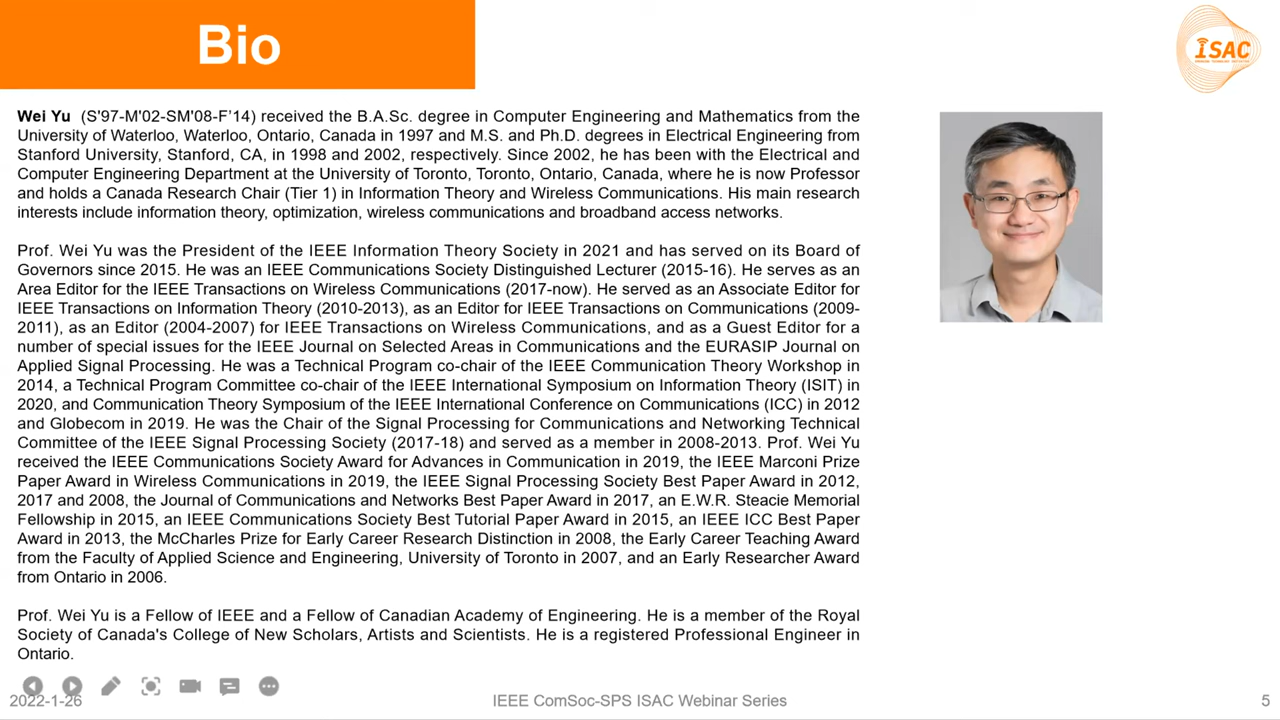 Bio
ISAC
Wei Yu (S'97-M'02-SM'08-F'14) received the B.A.Sc. degree in Computer Engineering and Mathematics from the
University of Waterloo, Waterloo, Ontario, Canada in 1997 and M.S. and Ph.D. degrees in Electrical Engineering from
Stanford University, Stanford, CA, in 1998 and 2002, respectively. Since 2002, he has been with the Electrical and
Computer Engineering Department at the University of Toronto, Toronto, Ontario, Canada, where he is now Professor
and holds a Canada Research Chair (Tier 1) in Information Theory and Wireless Communications. His main research
interests include information theory, optimization, wireless communications and broadband access networks.
Prof. Wei Yu was the President of the IEEE Information Theory Society in 2021 and has served on its Board of
Governors since 2015. He was an IEEE Communications Society Distinguished Lecturer (2015-16). He serves as an
Area Editor for the IEEE Transactions on Wireless Communications (2017-now). He served as an Associate Editor for
IEEE Transactions on Information Theory (2010-2013), as an Editor for IEEE Transactions on Communications (2009-
2011), as an Editor (2004-2007) for IEEE Transactions on Wireless Communications, and as a Guest Editor for a
number of special issues for the IEEE Journal on Selected Areas in Communications and the EURASIP Journal on
Applied Signal Processing. He was a Technical Program co-chair of the IEEE Communication Theory Workshop in
2014, a Technical Program Committee co-chair of the IEEE International Symposium on Information Theory (ISIT) in
2020, and Communication Theory Symposium of the IEEE International Conference on Communications (ICC) in 2012
and Globecom in 2019. He was the Chair of the Signal Processing for Communications and Networking Technical
Committee of the IEEE Signal Processing Society (2017-18) and served as a member in 2008-2013. Prof. Wei Yu
received the IEEE Communications Society Award for Advances in Communication in 2019, the IEEE Marconi Prize
Paper Award in Wireless Communications in 2019, the IEEE Signal Processing Society Best Paper Award in 2012,
2017 and 2008, the Journal of Communications and Networks Best Paper Award in 2017, an E.W.R. Steacie Memorial
Fellowship in 2015, an IEEE Communications Society Best Tutorial Paper Award in 2015, an IEEE ICC Best Paper
Award in 2013, the McCharles Prize for Early Career Research Distinction in 2008, the Early Career Teaching Award
from the Faculty of Applied Science and Engineering, University of Toronto in 2007, and an Early Researcher Award
from Ontario in 2006.
Prof. Wei Yu is a Fellow of IEEE and a Fellow of Canadian Academy of Engineering. He is a member of the Royal
Society of Canada's College of New Scholars, Artists and Scientists. He is a registered Professional Engineer in
Ontario.
2022-1-26
IEEE ComSoc-SPS ISAC Webinar Series
5